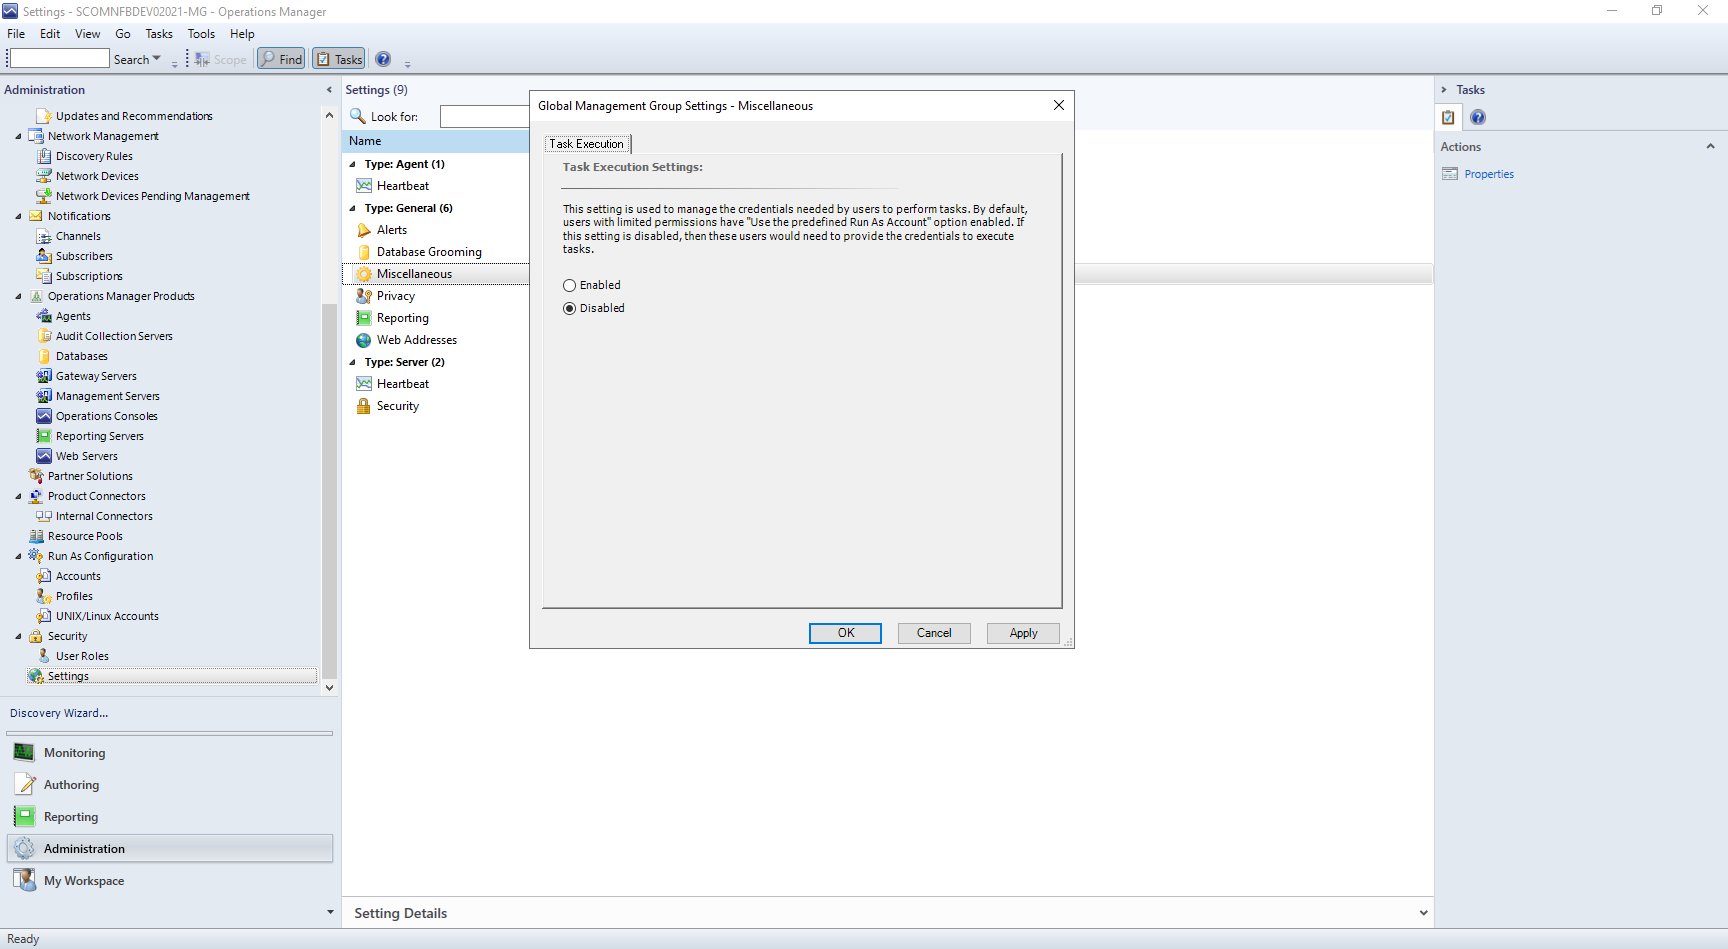 Settings - SCOMNFBDEV02021-MG - Operations Manager
File Edit View Go Tasks Tools Help
Search Scope Find Tasks
Administration
Updates and Recommendations
Network Management
Discovery Rules
Network Devices
Network Devices Pending Management
Notifications
Channels
Subscribers
Subscriptions
Operations Manager Products
Agents
Audit Collection Servers
Databases
Gateway Servers
Management Servers
Operations Consoles
Reporting Servers
Web Servers
Partner Solutions
Product Connectors
Internal Connectors
Resource Pools
Run As Configuration
Accounts
Profiles
UNIX/Linux Accounts
Security
User Roles
Settings
Discovery Wizard...
Monitoring
Authoring
Reporting
Administration
My Workspace
Settings (9)
Look for:
Name
Type: Agent (1)
Heartbeat
Type: General (6)
Alerts
Database Grooming
Miscellaneous
Privacy
Reporting
Web Addresses
Type: Server (2)
Heartbeat
Security
Setting Details
Global Management Group Settings - Miscellaneous
Task Execution
Task Execution Settings:
This setting is used to manage the credentials needed by users to perform tasks. By default,
users with limited permissions have "Use the predefined Run As Account" option enabled. If
this setting is disabled, then these users would need to provide the credentials to execute
tasks.
Enabled
Disabled
OK Cancel Apply
Tasks
Actions
Properties
Ready